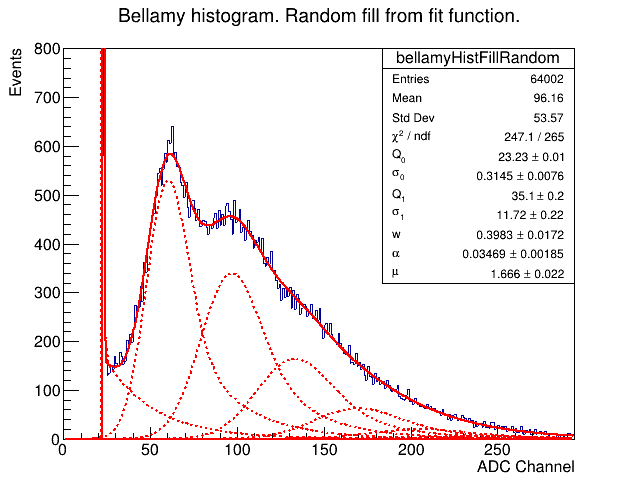 Bellamy histogram. Random fill from fit function.
Events
800
700
600
500
400
300
200
100
0
0 50 100 150 200 250
ADC Channel
bellamyHistFillRandom
Entries 64002
Mean 96.16
Std Dev 53.57
χ² / ndf 247.1 / 265
Q₀ 23.23 ± 0.01
σ₀ 0.3145 ± 0.0076
Q₁ 35.1 ± 0.2
σ₁ 11.72 ± 0.22
w 0.3983 ± 0.0172
α 0.03469 ± 0.00185
μ 1.666 ± 0.022